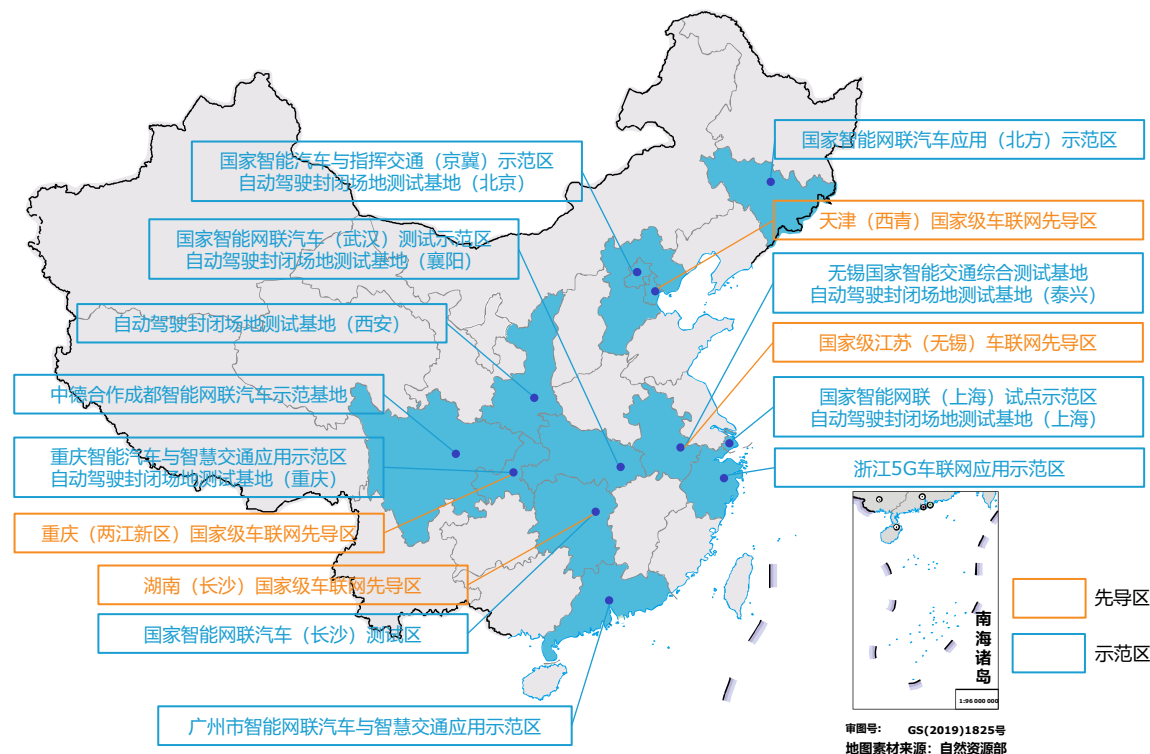 国家智能网联汽车应用（北方）示范区
国家智能汽车与指挥交通（京冀）示范区
自动驾驶封闭场地测试基地（北京）
天津（西青）国家级车联网先导区
国家智能网联汽车（武汉）测试示范区
自动驾驶封闭场地测试基地（襄阳）
无锡国家智能交通综合测试基地
自动驾驶封闭场地测试基地（泰兴）
自动驾驶封闭场地测试基地（西安）
国家级江苏（无锡）车联网先导区
中德合作成都智能网联汽车示范基地
国家智能网联（上海）试点示范区
自动驾驶封闭场地测试基地（上海）
重庆智能汽车与智慧交通应用示范区
自动驾驶封闭场地测试基地（重庆）
浙江5G车联网应用示范区
重庆（两江新区）国家级车联网先导区
湖南（长沙）国家级车联网先导区
国家智能网联汽车（长沙）测试区
广州市智能网联汽车与智慧交通应用示范区
南海诸岛
1:96 000 000
先导区
示范区
审图号： GS(2019)1825号
地图素材来源：自然资源部